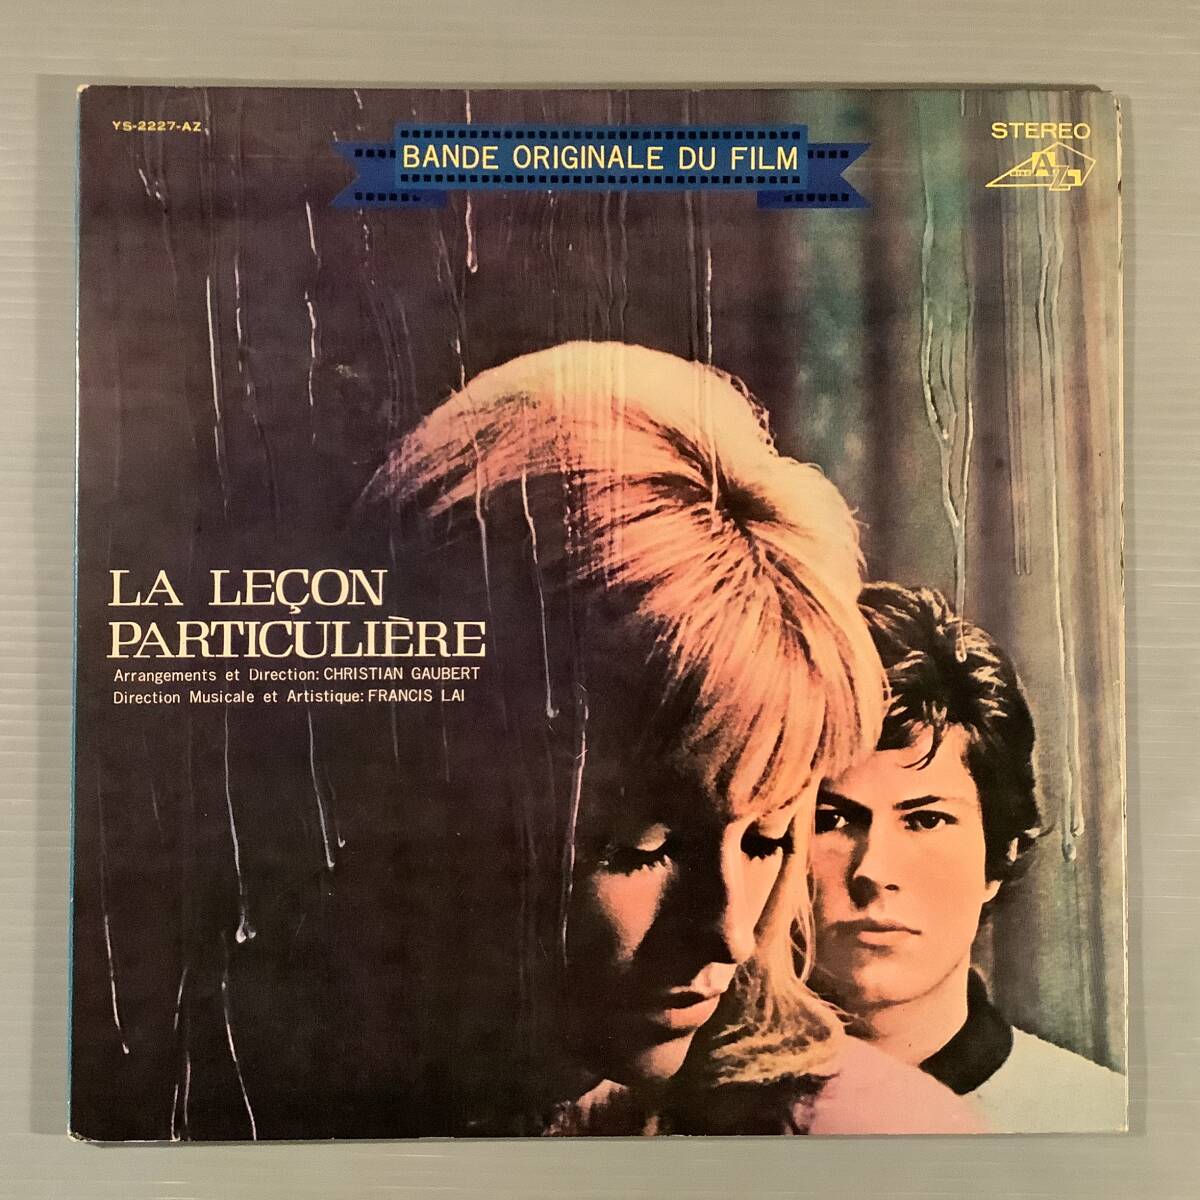 YS-2227-AZ
BANDE ORIGINALE DU FILM
STEREO
AZ
LA LEÇON
PARTICULIÈRE
Arrangements et Direction: CHRISTIAN GAUBERT
Direction Musicale et Artistique: FRANCIS LAI